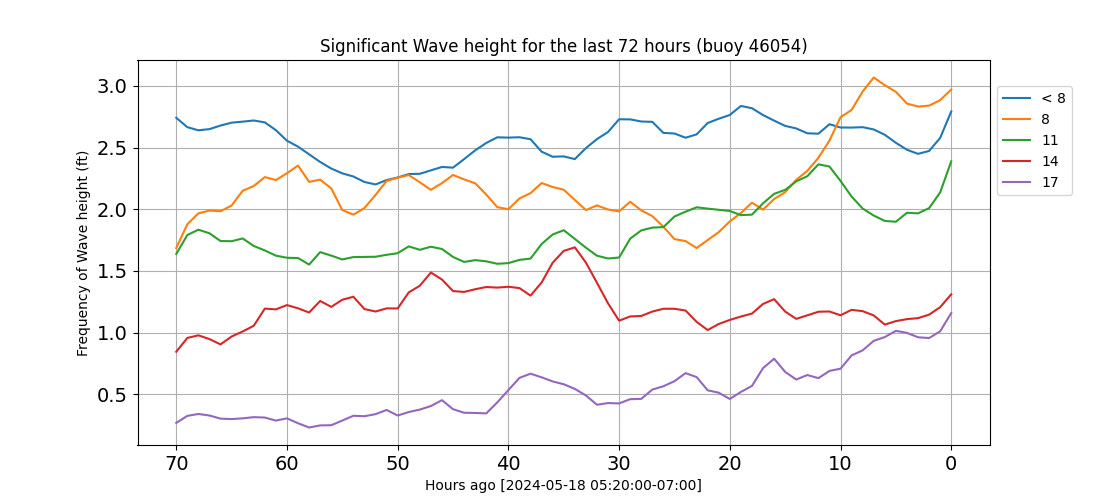 Significant Wave height for the last 72 hours (buoy 46054)
Frequency of Wave height (ft)
3.0
2.5
2.0
1.5
1.0
0.5
70 60 50 40 30 20 10 0
Hours ago [2024-05-18 05:20:00-07:00]
< 8
8
11
14
17